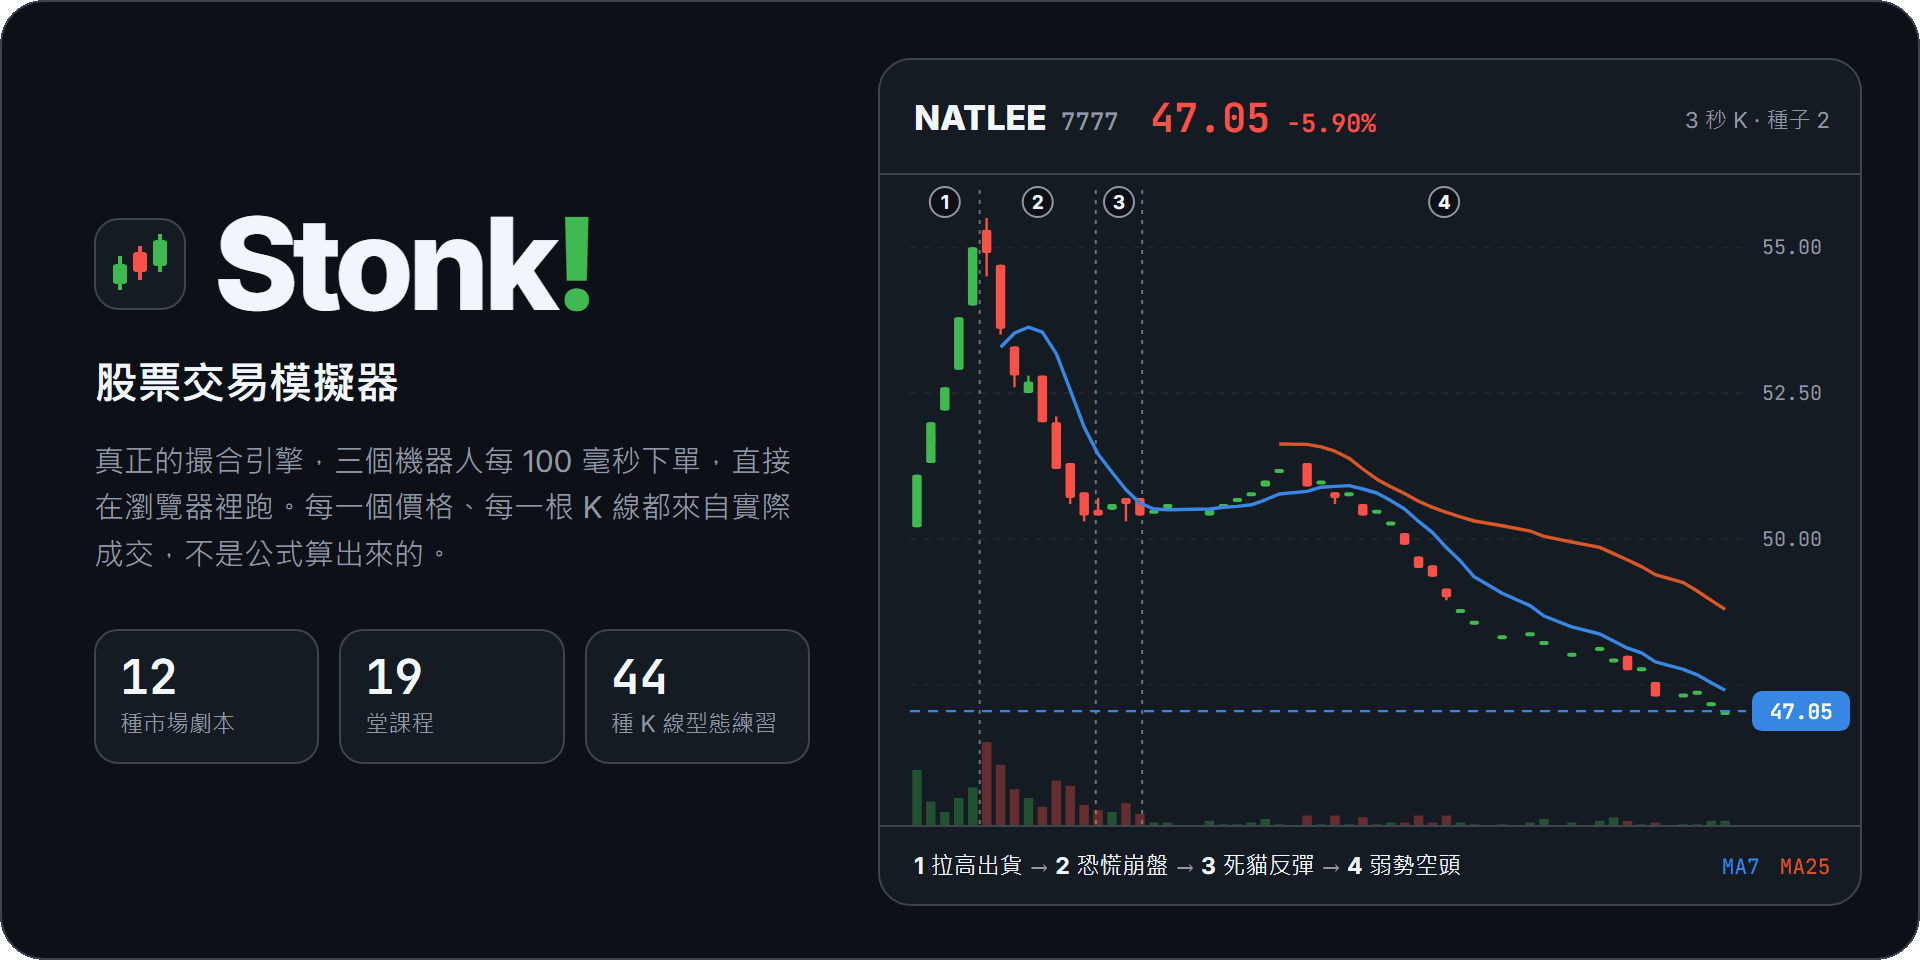 Stonk!
股票交易模擬器
真正的撮合引擎，三個機器人每 100 毫秒下單，直接
在瀏覽器裡跑。每一個價格、每一根 K 線都來自實際
成交，不是公式算出來的。
12
種市場劇本
19
堂課程
44
種 K 線型態練習
NATLEE 7777 47.05 -5.90%
3 秒 K · 種子 2
1 2 3 4
55.00
52.50
50.00
47.05
1 拉高出貨 → 2 恐慌崩盤 → 3 死貓反彈 → 4 弱勢空頭
MA7 MA25